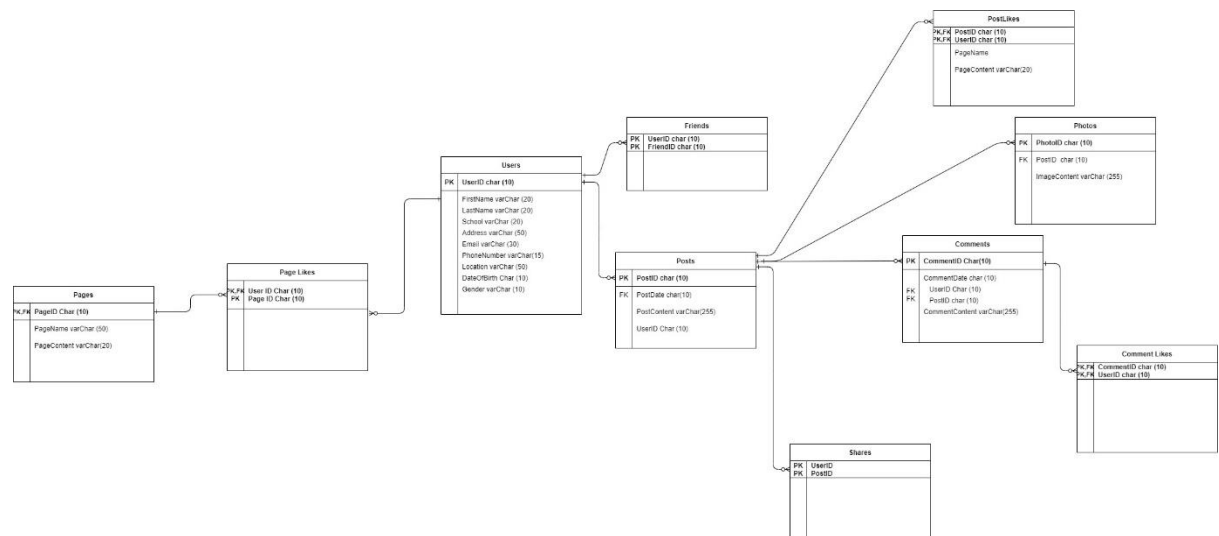 PostLikes
PK,FK PostID char (10)
PK,FK UserID char (10)
PageName
PageContent varChar(20)
Friends
PK UserID char (10)
PK FriendID char (10)
Photos
PK PhotoID char (10)
FK PostID char (10)
ImageContent varChar (255)
Users
PK UserID char (10)
FirstName varChar (20)
LastName varChar (20)
School varChar (20)
Address varChar (50)
Email varChar (30)
PhoneNumber varChar(15)
Location varChar (50)
DateOfBirth Char (10)
Gender varChar (10)
Comments
PK CommentID Char(10)
CommentDate char (10)
FK UserID Char (10)
FK PostID char (10)
CommentContent varChar(255)
Posts
PK PostID char (10)
FK PostDate char(10)
PostContent varChar(255)
UserID Char (10)
Page Likes
PK,FK User ID Char (10)
PK Page ID Char (10)
Pages
PK,FK PageID Char (10)
PageName varChar (50)
PageContent varChar(20)
Comment Likes
PK,FK CommentID char (10)
PK,FK UserID char (10)
Shares
PK UserID
PK PostID